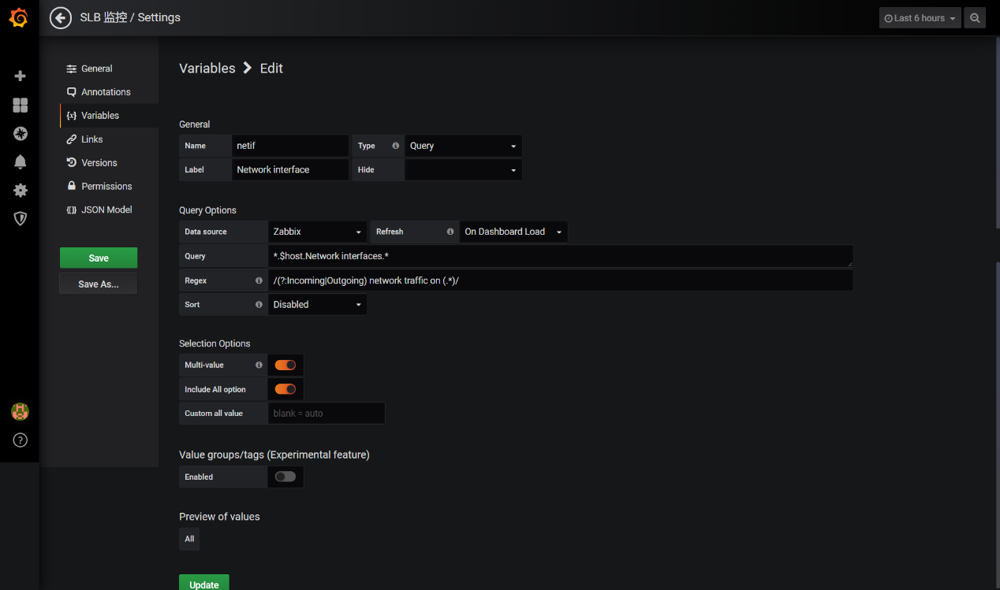 SLB 监控 / Settings
Last 6 hours
General
Annotations
Variables
Links
Versions
Permissions
JSON Model
Save
Save As...
Variables > Edit
General
Name netif Type Query
Label Network interface Hide
Query Options
Data source Zabbix Refresh On Dashboard Load
Query *.$host.Network interfaces.*
Regex /(?:Incoming|Outgoing) network traffic on (.*)/
Sort Disabled
Selection Options
Multi-value
Include All option
Custom all value blank = auto
Value groups/tags (Experimental feature)
Enabled
Preview of values
All
Update